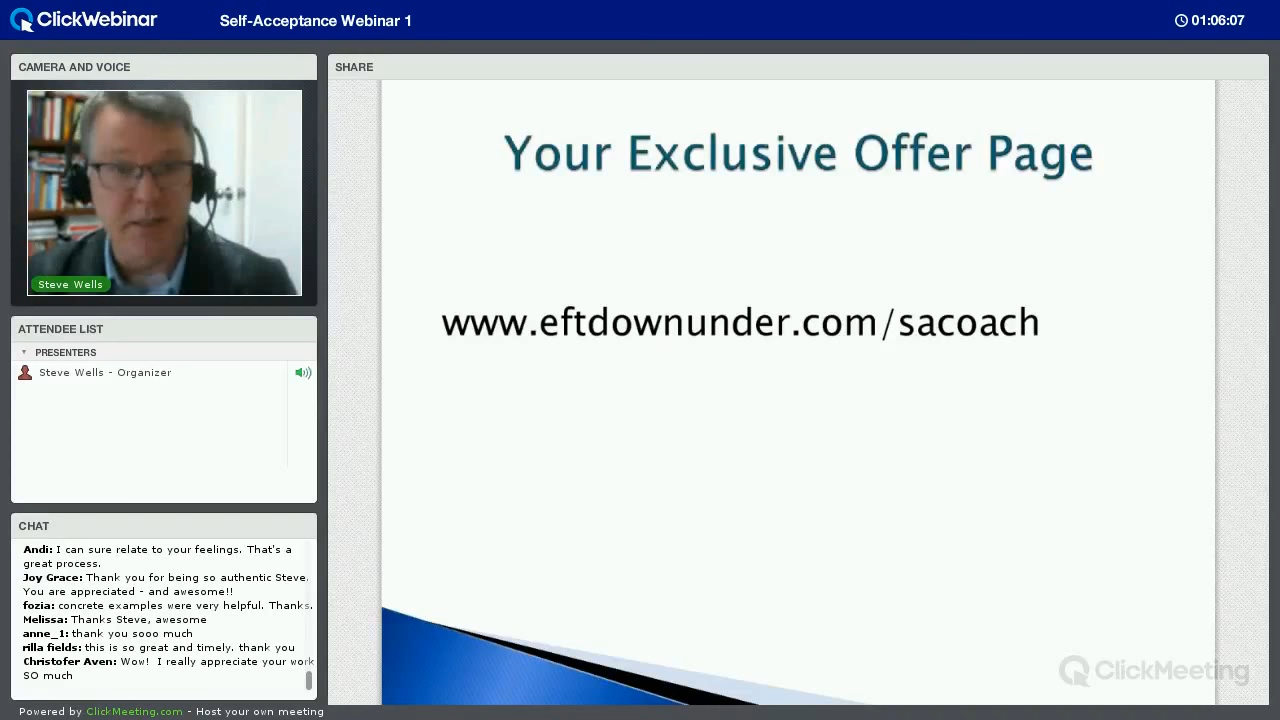 ClickWebinar
Self-Acceptance Webinar 1
01:06:07
CAMERA AND VOICE
Steve Wells
ATTENDEE LIST
PRESENTERS
Steve Wells - Organizer
CHAT
Andi: I can sure relate to your feelings. That's a
great process.
Joy Grace: Thank you for being so authentic Steve.
You are appreciated - and awesome!!
fozia: concrete examples were very helpful. Thanks.
Melissa: Thanks Steve, awesome
anne_1: thank you sooo much
rilla fields: this is so great and timely. thank you
Christofer Aven: Wow! I really appreciate your work
SO much
Powered by ClickMeeting.com - Host your own meeting
SHARE
Your Exclusive Offer Page
www.eftdownunder.com/sacoach
ClickMeeting